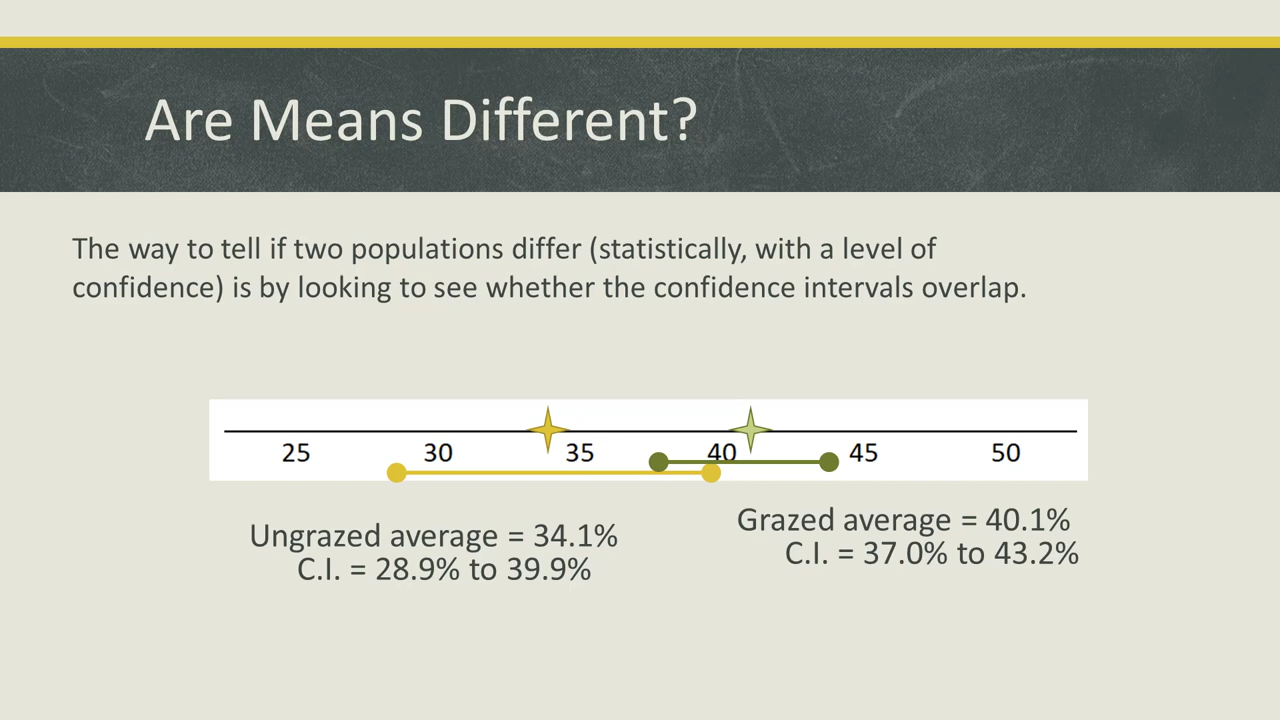 Are Means Different?
The way to tell if two populations differ (statistically, with a level of
confidence) is by looking to see whether the confidence intervals overlap.
25 30 35 40 45 50
Ungrazed average = 34.1%
C.I. = 28.9% to 39.9%
Grazed average = 40.1%
C.I. = 37.0% to 43.2%